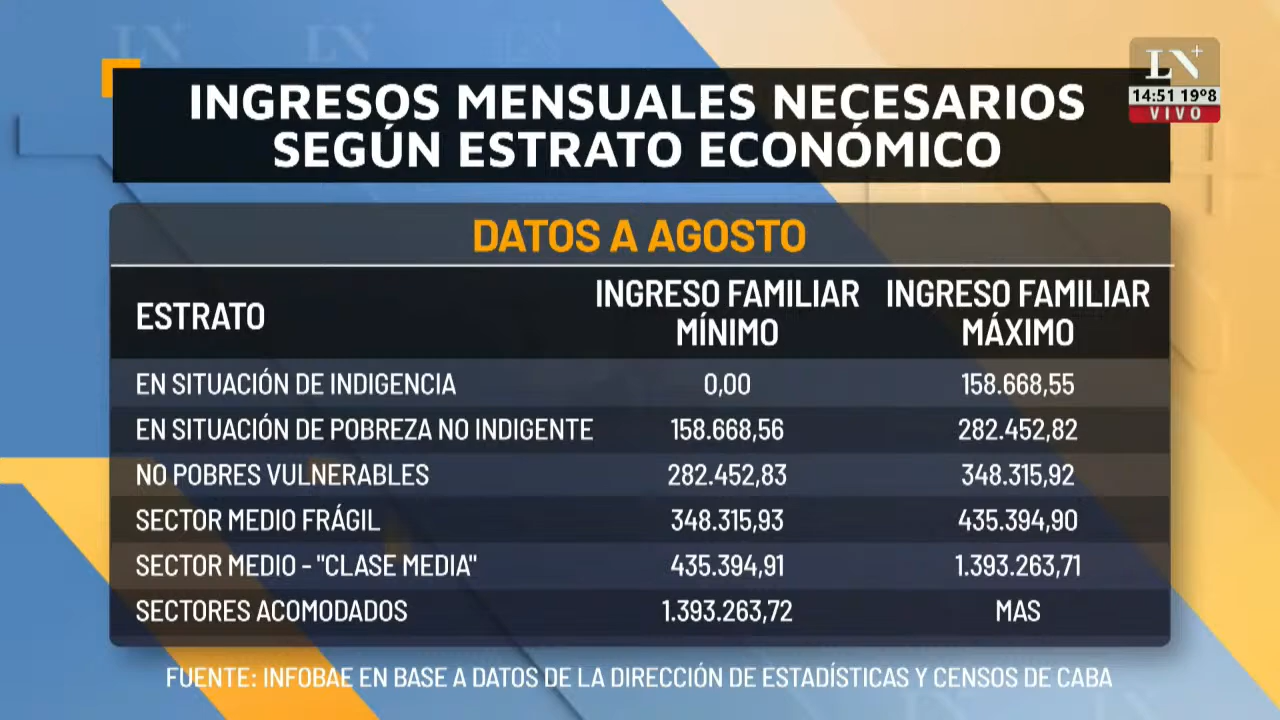 LN+
14:51 19º8
VIVO
INGRESOS MENSUALES NECESARIOS
SEGÚN ESTRATO ECONÓMICO
DATOS A AGOSTO
ESTRATO INGRESO FAMILIAR MÍNIMO INGRESO FAMILIAR MÁXIMO
EN SITUACIÓN DE INDIGENCIA 0,00 158.668,55
EN SITUACIÓN DE POBREZA NO INDIGENTE 158.668,56 282.452,82
NO POBRES VULNERABLES 282.452,83 348.315,92
SECTOR MEDIO FRÁGIL 348.315,93 435.394,90
SECTOR MEDIO - "CLASE MEDIA" 435.394,91 1.393.263,71
SECTORES ACOMODADOS 1.393.263,72 MAS
FUENTE: INFOBAE EN BASE A DATOS DE LA DIRECCIÓN DE ESTADÍSTICAS Y CENSOS DE CABA